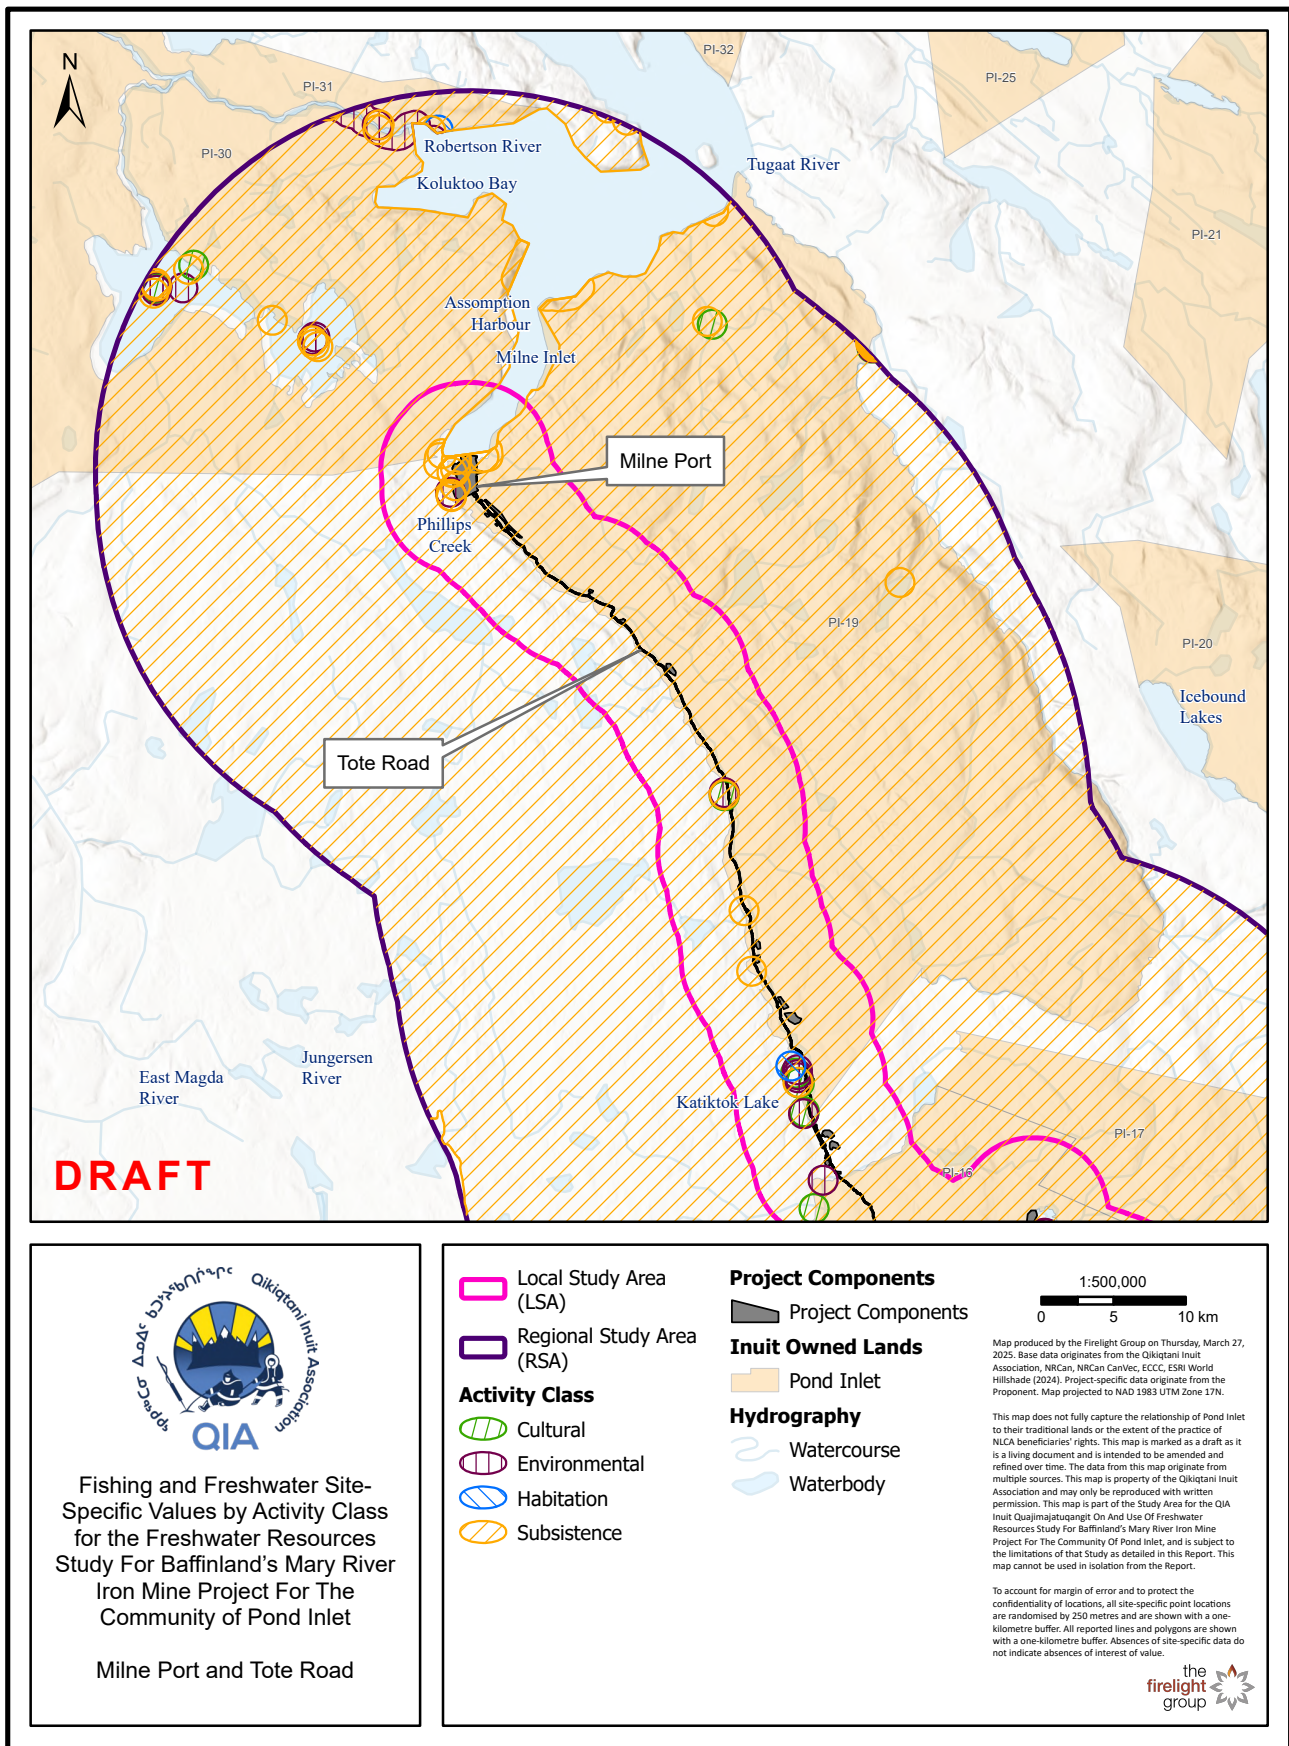 N
PI-32
PI-25
PI-31
PI-30
Robertson River
Tugaat River
Koluktoo Bay
PI-21
Assomption
Harbour
Milne Inlet
Milne Port
Phillips
Creek
PI-19
PI-20
Icebound
Lakes
Tote Road
Jungersen
River
East Magda
River
Katiktok Lake
PI-17
PI-16
DRAFT
Qikiqtani Inuit Association
QIA
Fishing and Freshwater Site-
Specific Values by Activity Class
for the Freshwater Resources
Study For Baffinland's Mary River
Iron Mine Project For The
Community of Pond Inlet
Milne Port and Tote Road
Local Study Area
(LSA)
Regional Study Area
(RSA)
Activity Class
Cultural
Environmental
Habitation
Subsistence
Project Components
Project Components
Inuit Owned Lands
Pond Inlet
Hydrography
Watercourse
Waterbody
1:500,000
0 5 10 km
Map produced by the Firelight Group on Thursday, March 27,
2025. Base data originates from the Qikiqtani Inuit
Association, NRCan, NRCan CanVec, ECCC, ESRI World
Hillshade (2024). Project-specific data originate from the
Proponent. Map projected to NAD 1983 UTM Zone 17N.
This map does not fully capture the relationship of Pond Inlet
to their traditional lands or the extent of the practice of
NLCA beneficiaries' rights. This map is marked as a draft as it
is a living document and is intended to be amended and
refined over time. The data from this map originate from
multiple sources. This map is property of the Qikiqtani Inuit
Association and may only be reproduced with written
permission. This map is part of the Study Area for the QIA
Inuit Quajimajatuqangit On And Use Of Freshwater
Resources Study For Baffinland's Mary River Iron Mine
Project For The Community Of Pond Inlet, and is subject to
the limitations of that Study as detailed in this Report. This
map cannot be used in isolation from the Report.
To account for margin of error and to protect the
confidentiality of locations, all site-specific point locations
are randomised by 250 metres and are shown with a one-
kilometre buffer. All reported lines and polygons are shown
with a one-kilometre buffer. Absences of site-specific data do
not indicate absences of interest of value.
the
firelight
group